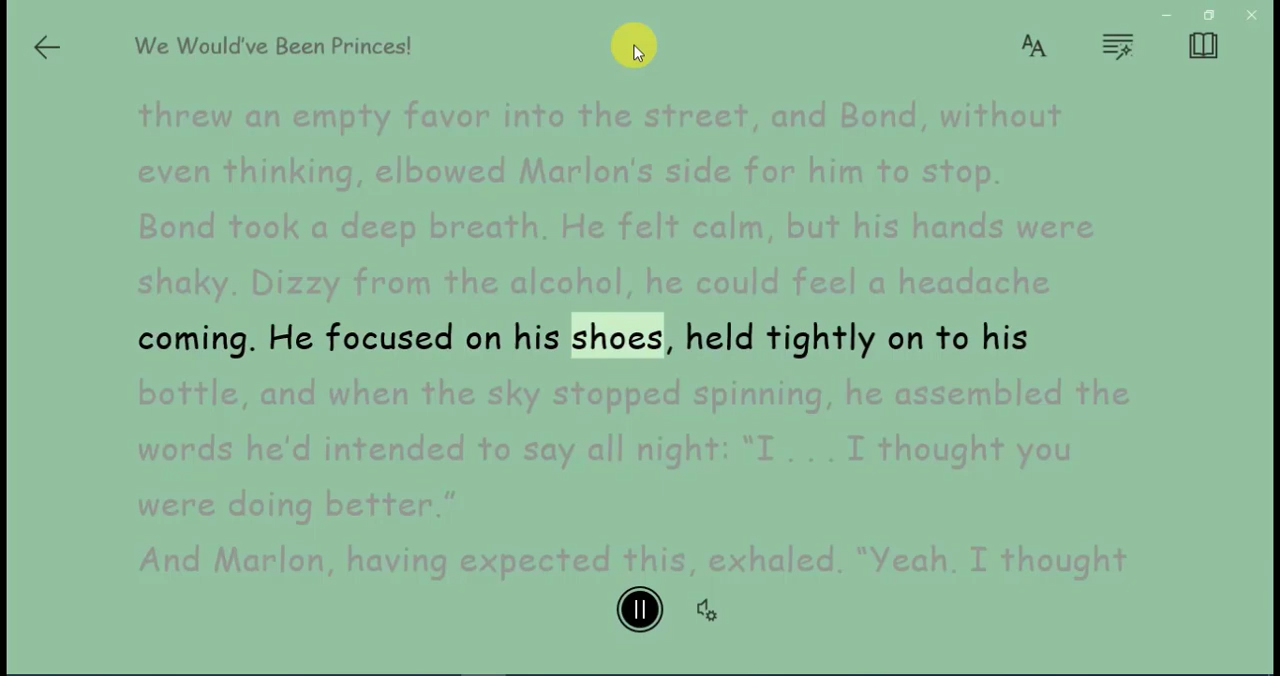 We Would've Been Princes!
AA
threw an empty favor into the street, and Bond, without
even thinking, elbowed Marlon's side for him to stop.
Bond took a deep breath. He felt calm, but his hands were
shaky. Dizzy from the alcohol, he could feel a headache
coming. He focused on his shoes, held tightly on to his
bottle, and when the sky stopped spinning, he assembled the
words he'd intended to say all night: “I . . . I thought you
were doing better.”
And Marlon, having expected this, exhaled. “Yeah. I thought